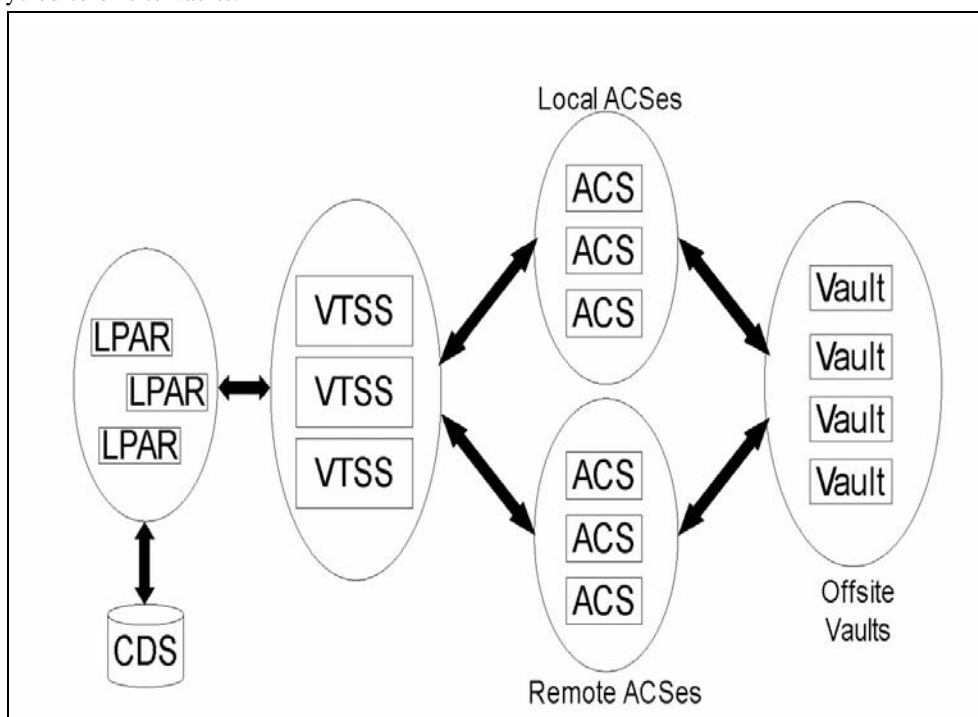 Local ACSes
ACS
ACS
ACS
LPAR
LPAR
LPAR
VTSS
VTSS
VTSS
Vault
Vault
Vault
Vault
ACS
ACS
ACS
Offsite
Vaults
CDS
Remote ACSes